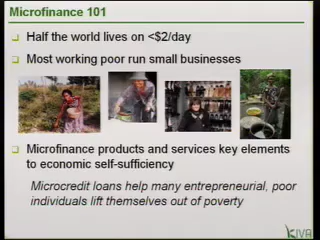 Microfinance 101
Half the world lives on <$2/day
Most working poor run small businesses
Microfinance products and services key elements
to economic self-sufficiency
Microcredit loans help many entrepreneurial, poor
individuals lift themselves out of poverty
KIVA